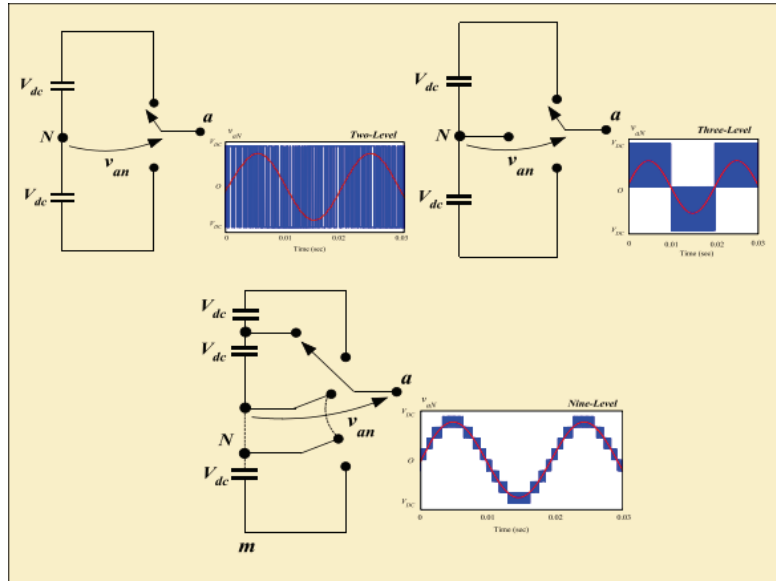 V_dc
N
V_dc
a
v_an
v_aN
Two-Level
V_DC
O
V_DC
0
0.01
0.02
0.03
Time (sec)
V_dc
N
V_dc
a
v_an
v_aN
Three-Level
V_DC
O
V_DC
0
0.01
0.02
0.03
Time (sec)
V_dc
V_dc
N
V_dc
m
a
v_an
v_aN
Nine-Level
V_DC
O
V_DC
0
0.01
0.02
0.03
Time (sec)